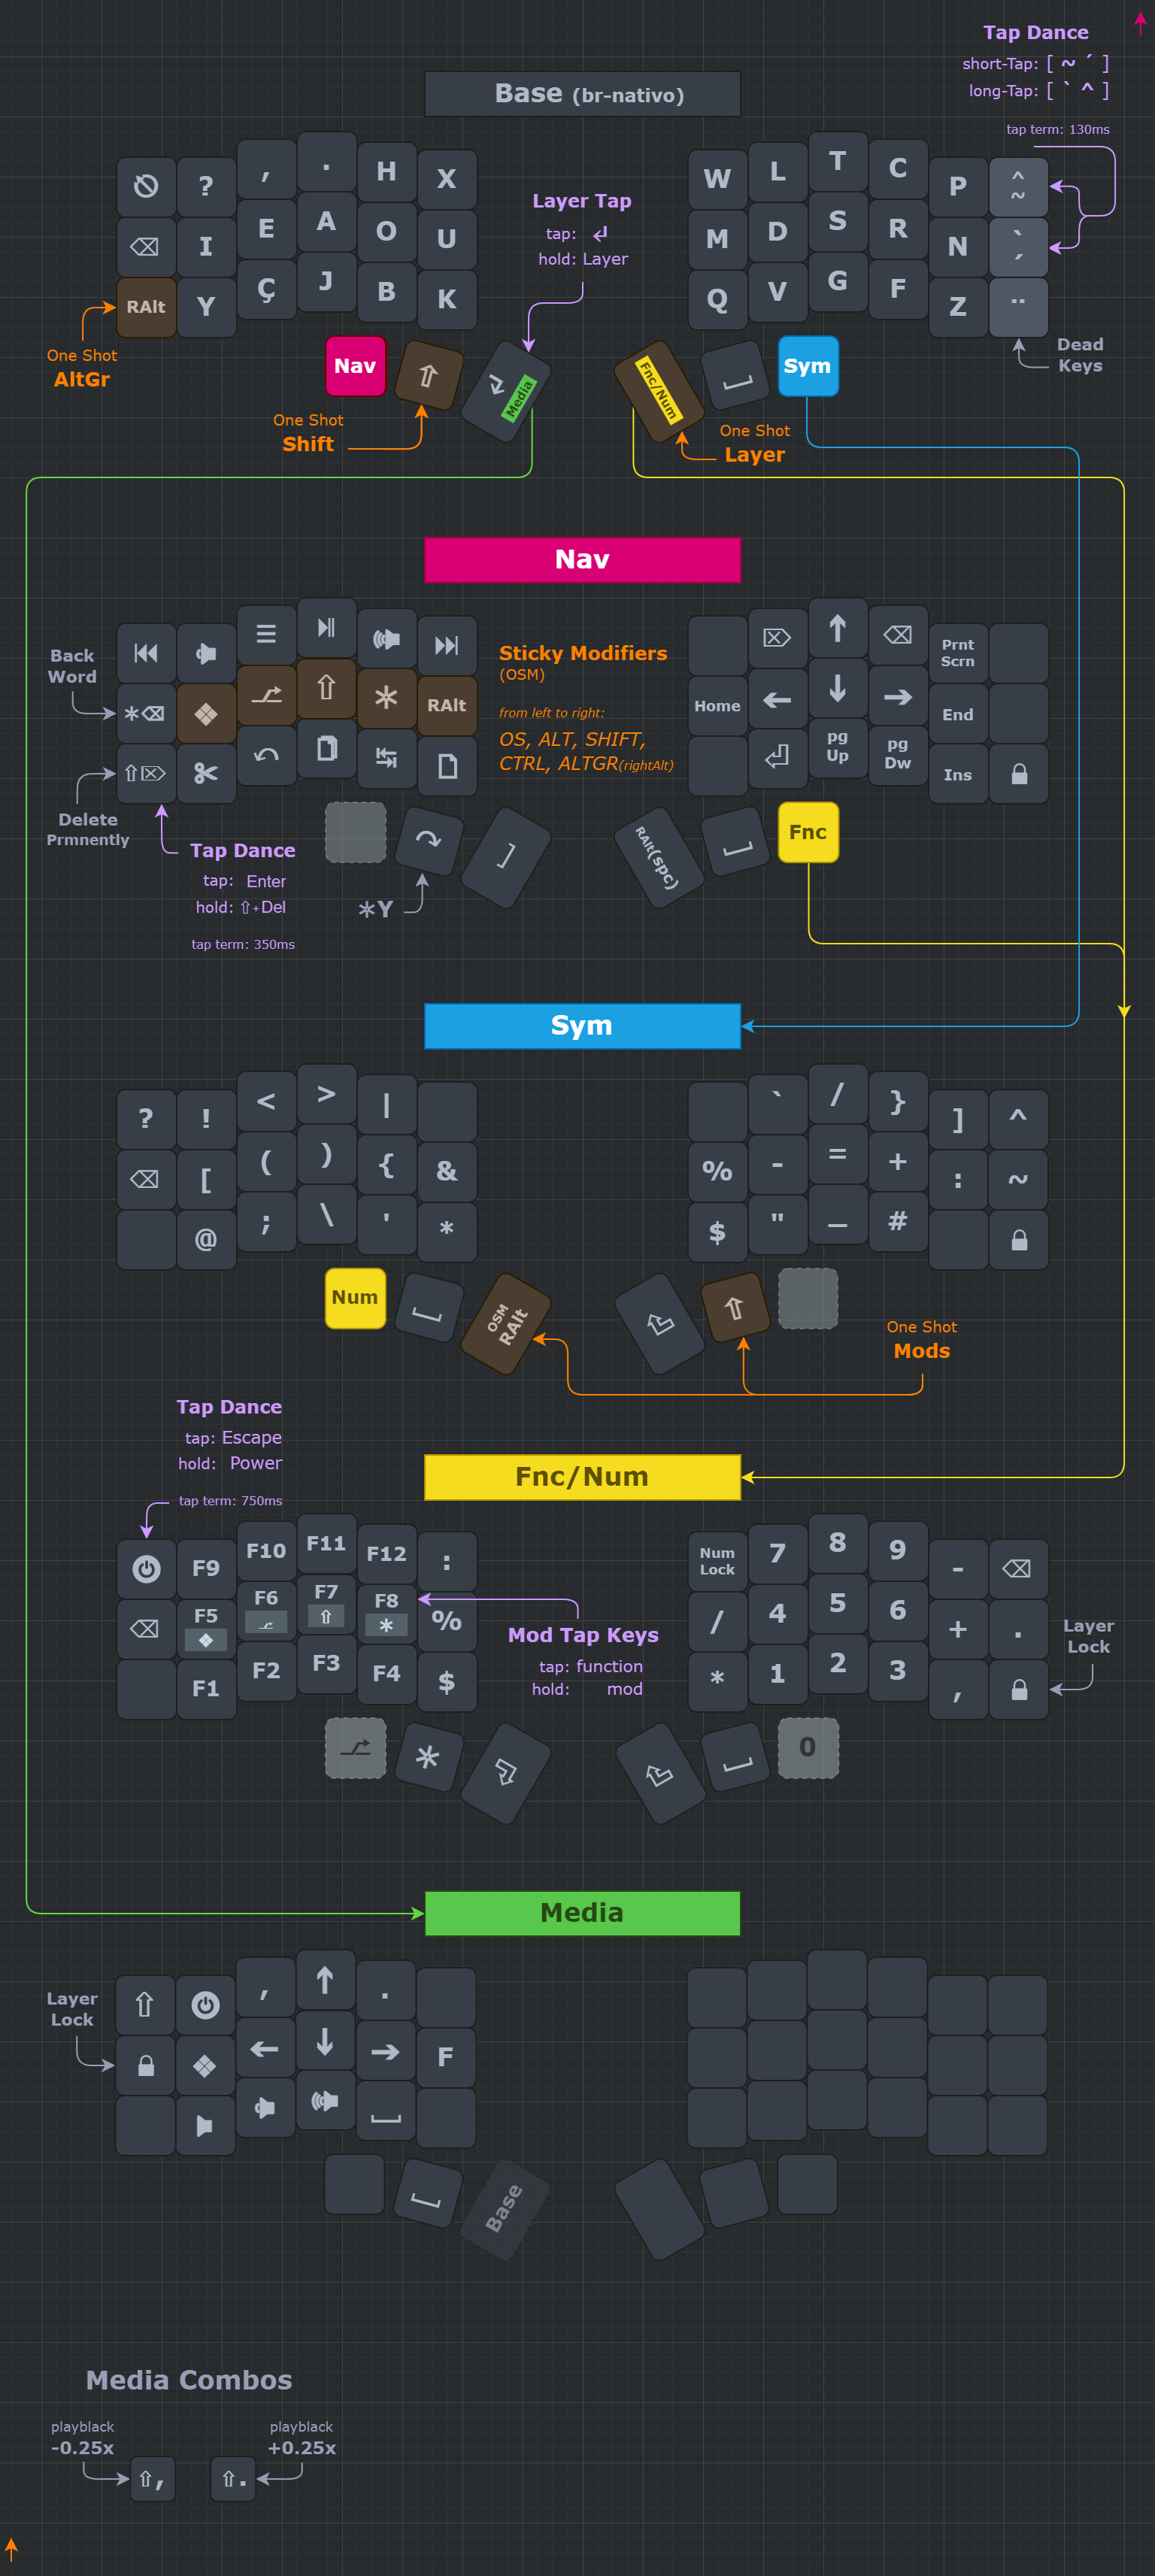 Tap Dance
short-Tap: [ ~ ´ ]
long-Tap: [ ` ^ ]
tap term: 130ms
Base (br-nativo)
? , . H X
W L T C P ^ ~
I E A O U
M D S R N ` ´
RAlt Y Ç J B K
Q V G F Z ¨
Layer Tap
tap: ↵
hold: Layer
One Shot
AltGr
Dead
Keys
Nav ⇧ Media
Fnc/Num Sym
One Shot
Shift
One Shot
Layer
Nav
Back
Word
Sticky Modifiers
(OSM)
from left to right:
OS, ALT, SHIFT,
CTRL, ALTGR(rightAlt)
RAlt
Prnt
Scrn
Home ← ↓ → End
pg
Up
pg
Dw
Ins
Delete
Prmnently
Tap Dance
tap: Enter
hold: ⇧+Del
tap term: 350ms
*Y
]
RAlt(spc)
Fnc
Sym
? ! < > |
` / } ] ^
[ ( ) { &
% - = + : ~
@ ; \ ' *
$ " _ #
Num
OSM
RAlt
One Shot
Mods
Tap Dance
tap: Escape
hold: Power
tap term: 750ms
Fnc/Num
F9 F10 F11 F12 :
Num
Lock
7 8 9 -
F5 F6 F7 F8 %
/ 4 5 6 + .
F1 F2 F3 F4 $
* 1 2 3 ,
Mod Tap Keys
tap: function
hold: mod
Layer
Lock
*
0
Media
Layer
Lock
, ↑ .
← ↓ → F
Base
Media Combos
playblack
-0.25x
playblack
+0.25x
⇧,
⇧.